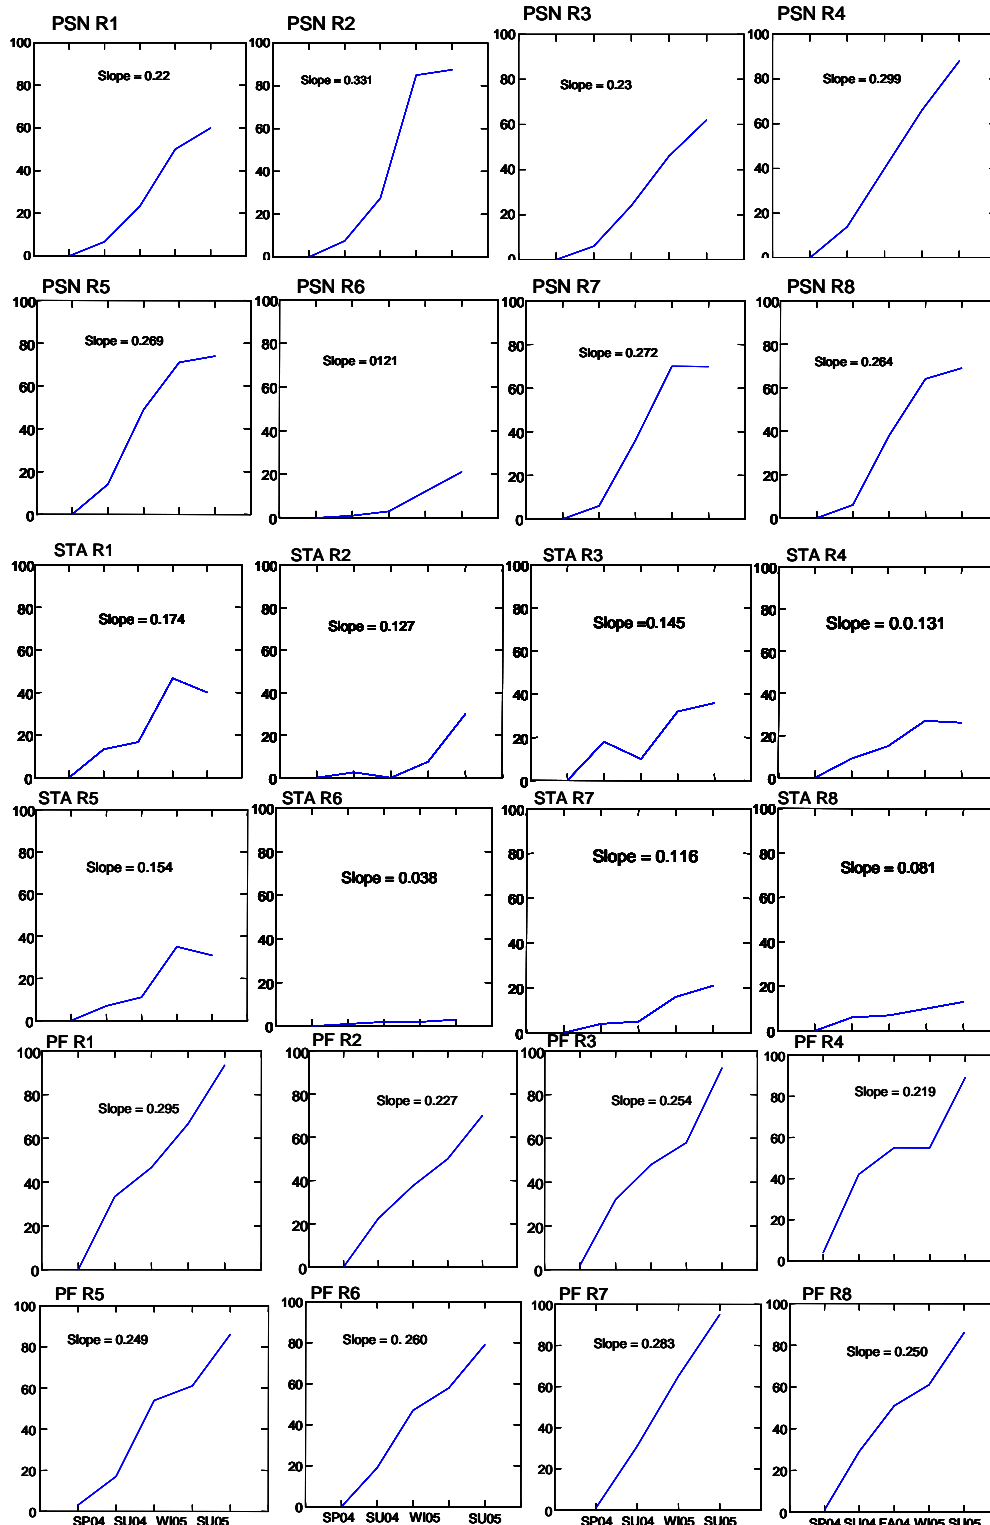 PSN R1
PSN R2
PSN R3
PSN R4
100
80
60
40
20
0
Slope = 0.22
100
80
60
40
20
0
Slope = 0.331
100
80
60
40
20
0
Slope = 0.23
100
80
60
40
20
0
Slope = 0.299
PSN R5
PSN R6
PSN R7
PSN R8
100
80
60
40
20
0
Slope = 0.269
100
80
60
40
20
0
Slope = 0121
100
80
60
40
20
0
Slope = 0.272
100
80
60
40
20
0
Slope = 0.264
STA R1
STA R2
STA R3
STA R4
100
80
60
40
20
0
Slope = 0.174
100
80
60
40
20
0
Slope = 0.127
100
80
60
40
20
0
Slope =0.145
100
80
60
40
20
0
Slope = 0.0.131
STA R5
STA R6
STA R7
STA R8
100
80
60
40
20
0
Slope = 0.154
100
80
60
40
20
0
Slope = 0.038
100
80
60
40
20
0
Slope = 0.116
100
80
60
40
20
0
Slope = 0.081
PF R1
PF R2
PF R3
PF R4
100
80
60
40
20
0
Slope = 0.295
100
80
60
40
20
0
Slope = 0.227
100
80
60
40
20
0
Slope = 0.254
100
80
60
40
20
0
Slope = 0.219
PF R5
PF R6
PF R7
PF R8
100
80
60
40
20
0
Slope = 0.249
SP04 SU04 WI05 SU05
100
80
60
40
20
0
Slope = 0. 260
SP04 SU04 WI05 SU05
100
80
60
40
20
0
Slope = 0.283
SP04 SU04 WI05 SU05
100
80
60
40
20
0
Slope = 0.250
SP04 SU04 FA04 WI05 SU05